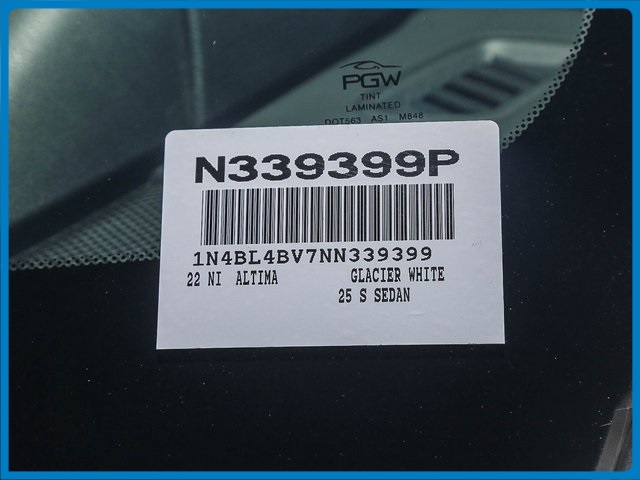 PGW
TINT
LAMINATED
DOT563 AS1 M848
N339399P
1N4BL4BV7NN339399
22 NI ALTIMA GLACIER WHITE
25 S SEDAN